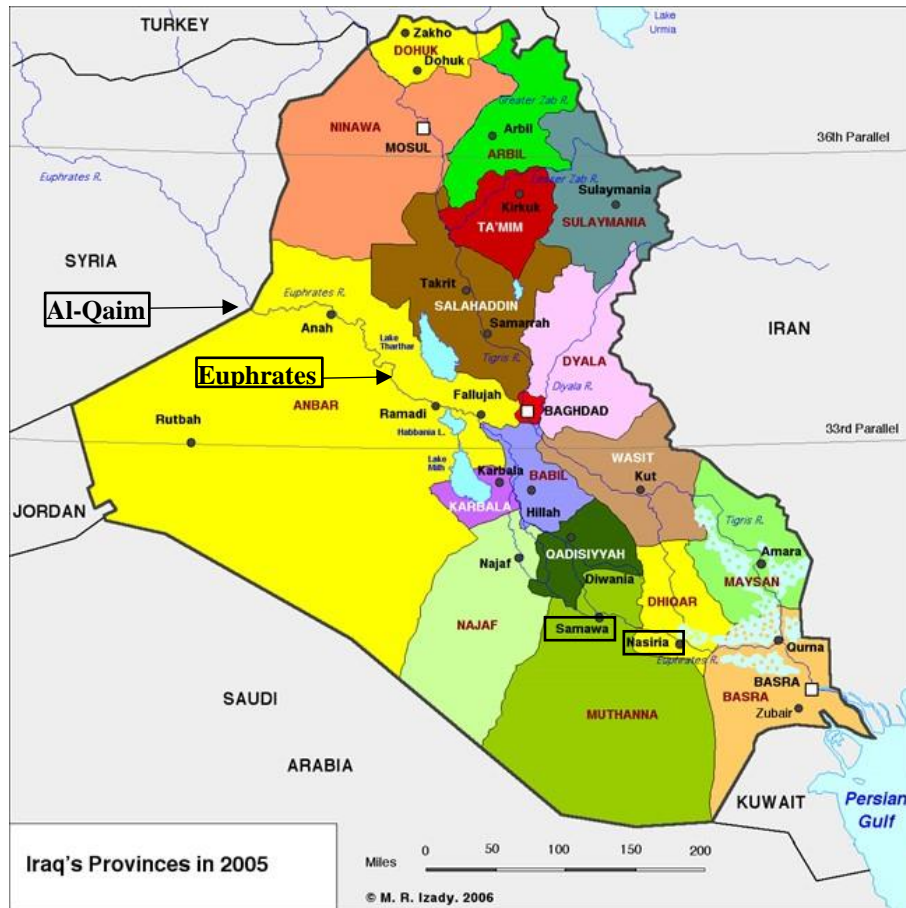 TURKEY
Lake
Urmia
Zakho
DOHUK
Dohuk
Greater Zab R.
NINAWA
MOSUL
Arbil
ARBIL
36th Parallel
Euphrates R.
Lesser Zab R.
Kirkuk
TA'MIM
Sulaymania
SULAYMANIA
SYRIA
Al-Qaim
Euphrates R.
Anah
Takrit
SALAHADDIN
Samarrah
Lake
Tharthar
Tigris R.
DYALA
Diyala R.
IRAN
Euphrates
ANBAR
Rutbah
Ramadi
Fallujah
BAGHDAD
Habbania L.
33rd Parallel
Lake
Milh
Karbala
KARBALA
BABIL
Hillah
WASIT
Kut
JORDAN
Najaf
QADISIYYAH
Diwania
Tigris R.
Amara
MAYSAN
DHIQAR
NAJAF
Samawa
Nasiria
Euphrates R.
Qurna
BASRA
BASRA
Zubair
MUTHANNA
SAUDI
ARABIA
KUWAIT
Persian
Gulf
Iraq's Provinces in 2005
Miles
0 50 100 150 200
© M. R. Izady. 2006